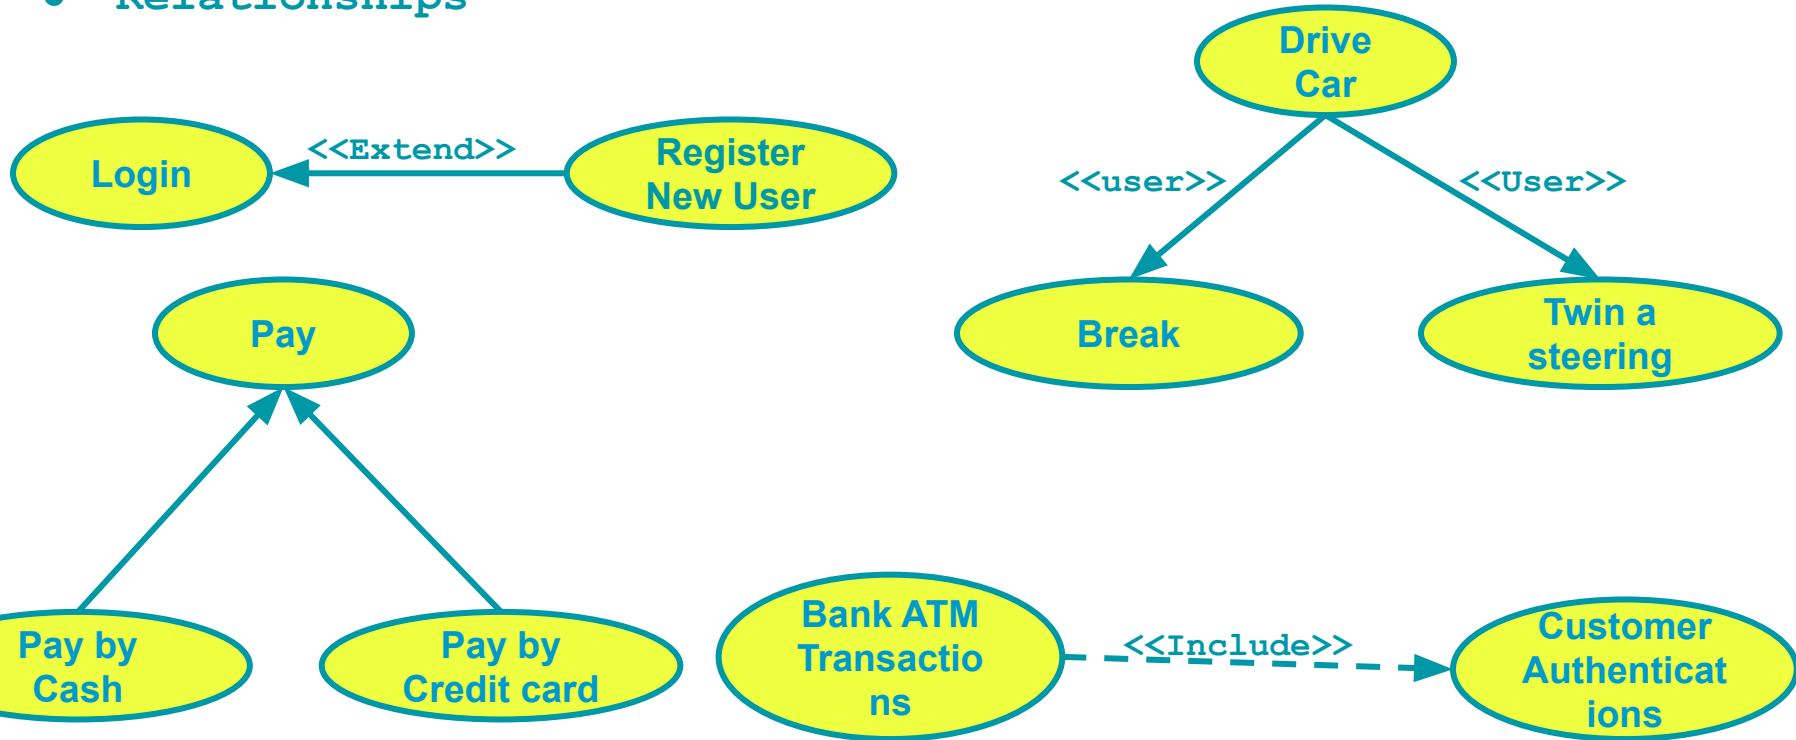 Relationships
Drive
Car
Login
<<Extend>>
Register
New User
<<user>>
<<User>>
Pay
Break
Twin a
steering
Pay by
Cash
Pay by
Credit card
Bank ATM
Transactio
ns
<<Include>>
Customer
Authenticat
ions